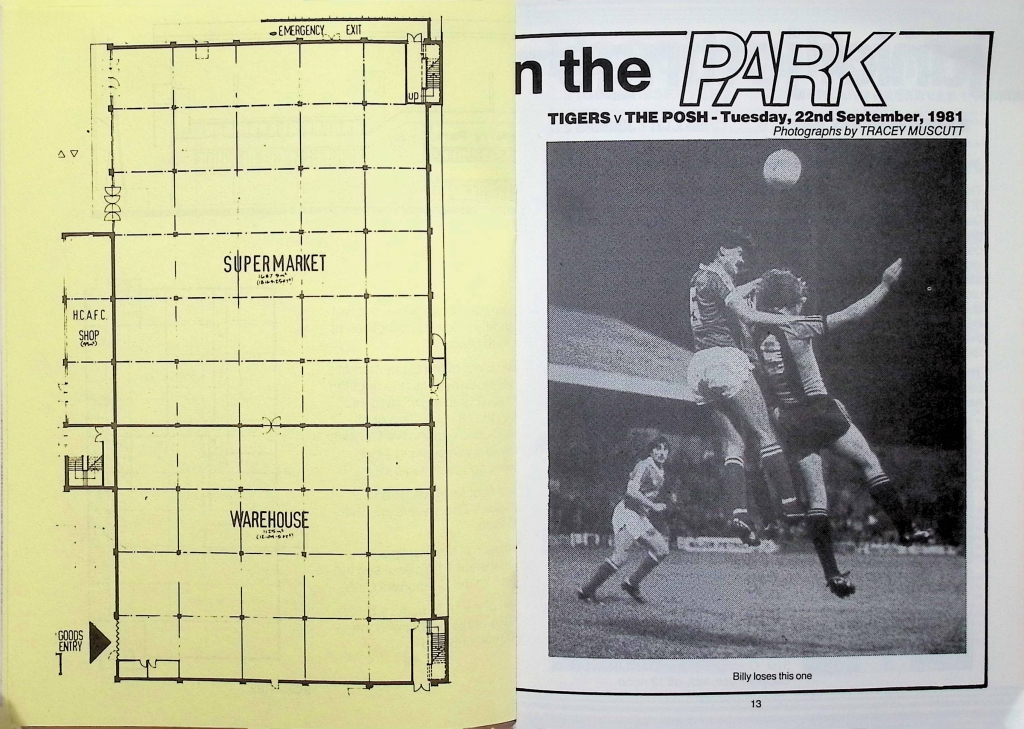 EMERGENCY EXIT
UP
SUPERMARKET
H.C.A.F.C.
SHOP
WAREHOUSE
GOODS
ENTRY
n the PARK
TIGERS v THE POSH - Tuesday, 22nd September, 1981
Photographs by TRACEY MUSCUTT
Billy loses this one
13